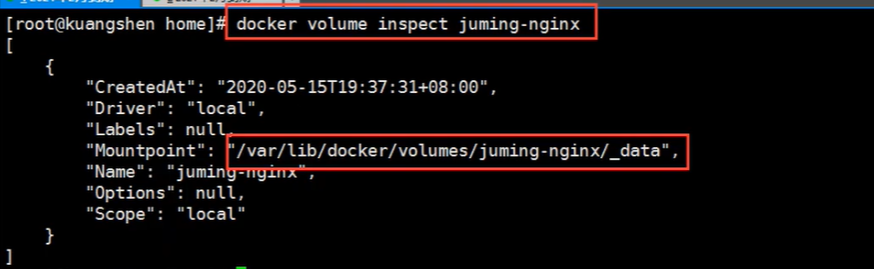 [root@kuangshen home]# docker volume inspect juming-nginx
[
    {
        "CreatedAt": "2020-05-15T19:37:31+08:00",
        "Driver": "local",
        "Labels": null,
        "Mountpoint": "/var/lib/docker/volumes/juming-nginx/_data",
        "Name": "juming-nginx",
        "Options": null,
        "Scope": "local"
    }
]